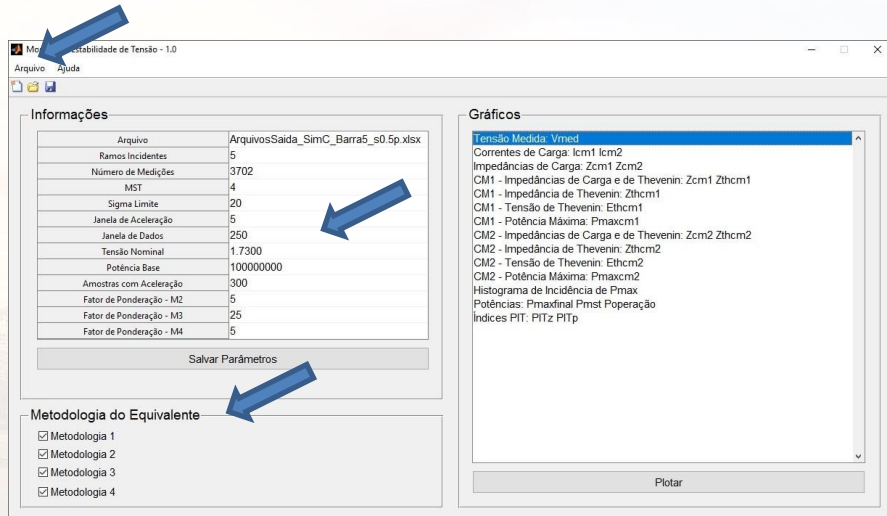 Mo stabilidade de Tensão - 1.0
Arquivo Ajuda
Informações
Arquivo ArquivosSaida_SimC_Barra5_s0.5p.xlsx
Ramos Incidentes 5
Número de Medições 3702
MST 4
Sigma Limite 20
Janela de Aceleração 5
Janela de Dados 250
Tensão Nominal 1.7300
Potência Base 100000000
Amostras com Aceleração 300
Fator de Ponderação - M2 5
Fator de Ponderação - M3 25
Fator de Ponderação - M4 5
Salvar Parâmetros
Metodologia do Equivalente
Metodologia 1
Metodologia 2
Metodologia 3
Metodologia 4
Gráficos
Tensão Medida: Vmed
Correntes de Carga: Icm1 Icm2
Impedâncias de Carga: Zcm1 Zcm2
CM1 - Impedâncias de Carga e de Thevenin: Zcm1 Zthcm1
CM1 - Impedância de Thevenin: Zthcm1
CM1 - Tensão de Thevenin: Ethcm1
CM1 - Potência Máxima: Pmaxcm1
CM2 - Impedâncias de Carga e de Thevenin: Zcm2 Zthcm2
CM2 - Impedância de Thevenin: Zthcm2
CM2 - Tensão de Thevenin: Ethcm2
CM2 - Potência Máxima: Pmaxcm2
Histograma de Incidência de Pmax
Potências: Pmaxfinal Pmst Poperação
Índices PIT: PITz PITp
Plotar